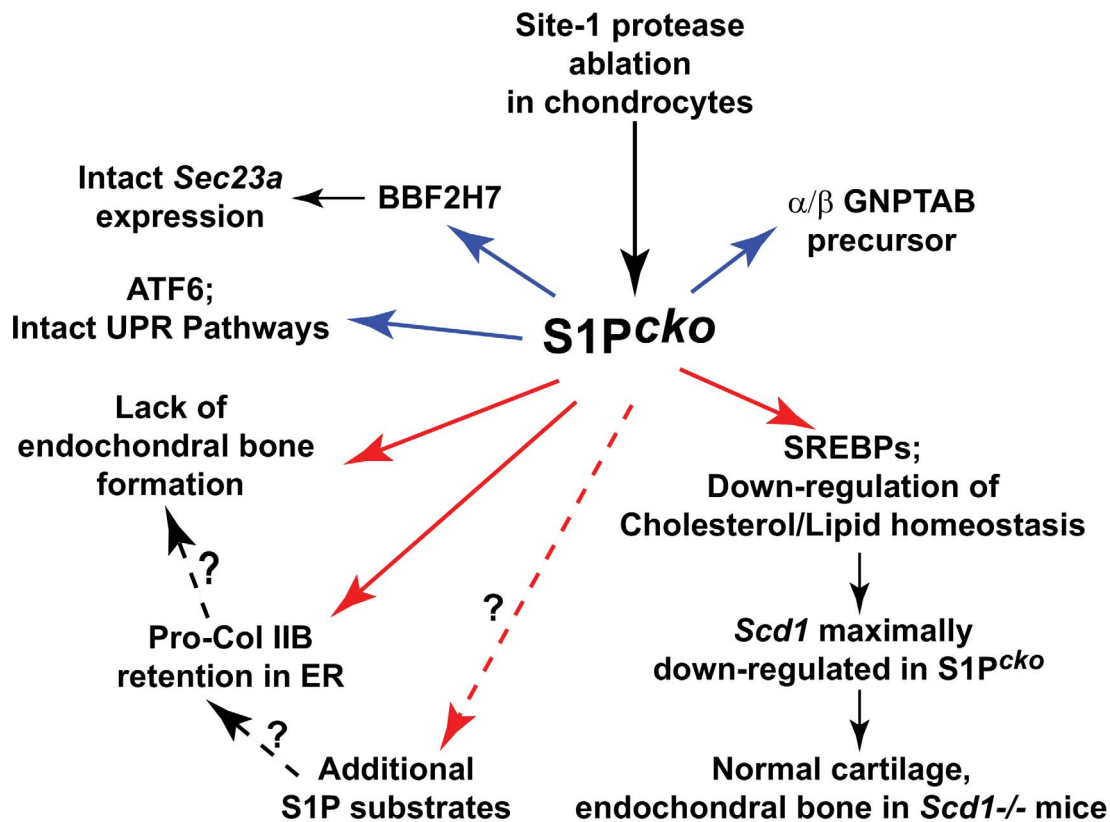 Site-1 protease
ablation
in chondrocytes
Intact Sec23a
expression
BBF2H7
α/β GNPTAB
precursor
ATF6;
Intact UPR Pathways
S1Pcko
Lack of
endochondral bone
formation
SREBPs;
Down-regulation of
Cholesterol/Lipid homeostasis
?
?
Pro-Col IIB
retention in ER
Scd1 maximally
down-regulated in S1Pcko
?
Additional
S1P substrates
Normal cartilage,
endochondral bone in Scd1-/- mice